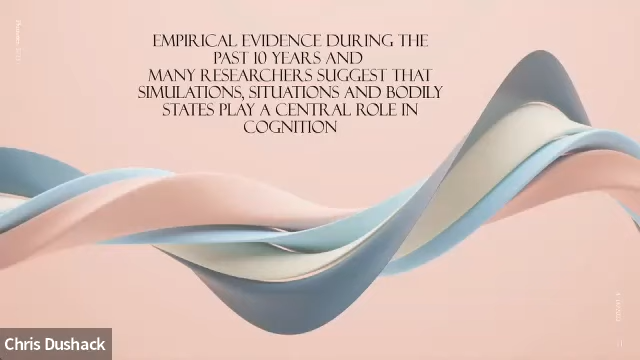 EMPIRICAL EVIDENCE DURING THE
PAST 10 YEARS AND
MANY RESEARCHERS SUGGEST THAT
SIMULATIONS, SITUATIONS AND BODILY
STATES PLAY A CENTRAL ROLE IN
COGNITION
Chris Dushack